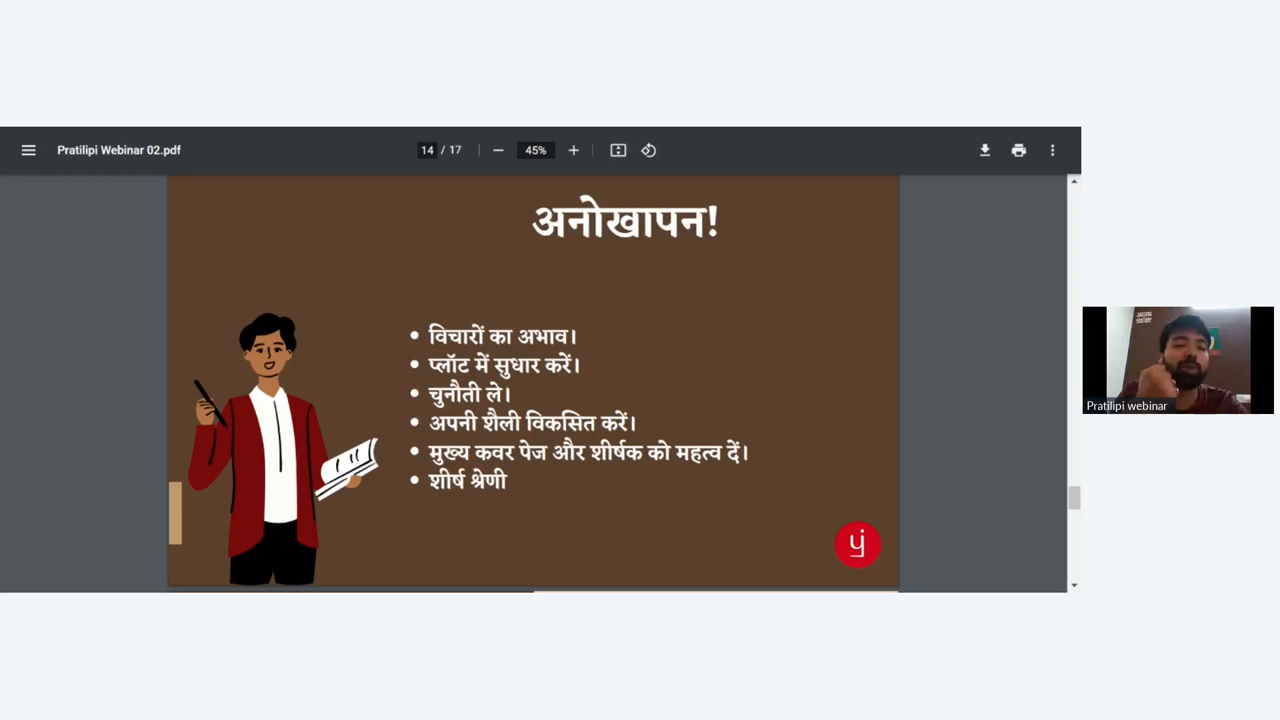 Pratilipi Webinar 02.pdf
14 / 17
45%
अनोखापन!
• विचारों का अभाव।
• प्लॉट में सुधार करें।
• चुनौती ले।
• अपनी शैली विकसित करें।
• मुख्य कवर पेज और शीर्षक को महत्व दें।
• शीर्ष श्रेणी
Pratilipi webinar